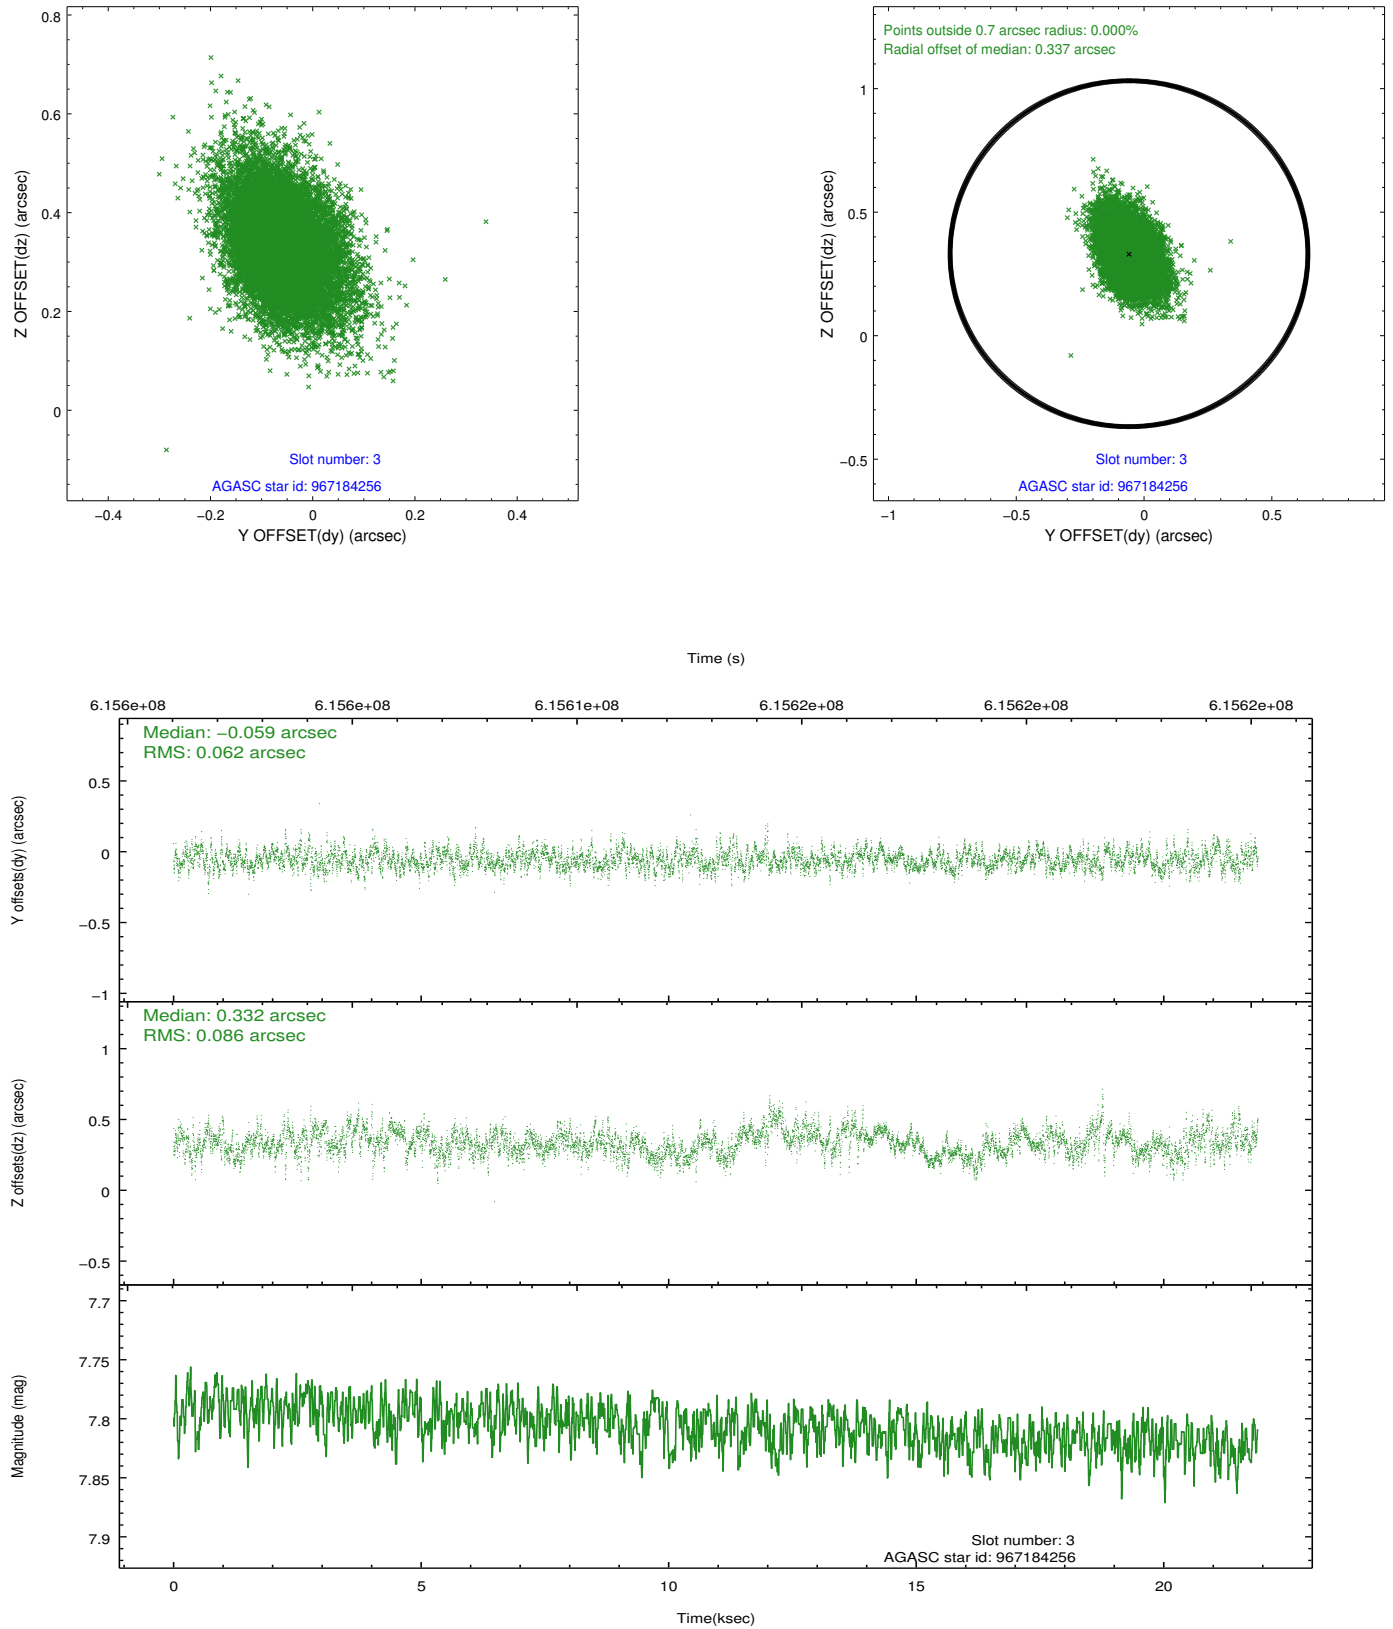 0.8
0.6
0.4
0.2
0
Z OFFSET(dz) (arcsec)
Slot number: 3
AGASC star id: 967184256
−0.4 −0.2 0 0.2 0.4
Y OFFSET(dy) (arcsec)
Points outside 0.7 arcsec radius: 0.000%
Radial offset of median: 0.337 arcsec
1
0.5
0
−0.5
Z OFFSET(dz) (arcsec)
Slot number: 3
AGASC star id: 967184256
−1 −0.5 0 0.5
Y OFFSET(dy) (arcsec)
Time (s)
6.156e+08 6.156e+08 6.1561e+08 6.1562e+08 6.1562e+08 6.1562e+08
Median: −0.059 arcsec
RMS: 0.062 arcsec
0.5
0
−0.5
−1
Y offsets(dy) (arcsec)
Median: 0.332 arcsec
RMS: 0.086 arcsec
1
0.5
0
−0.5
Z offsets(dz) (arcsec)
7.7
7.75
7.8
7.85
7.9
Magnitude (mag)
Slot number: 3
AGASC star id: 967184256
0 5 10 15 20
Time(ksec)